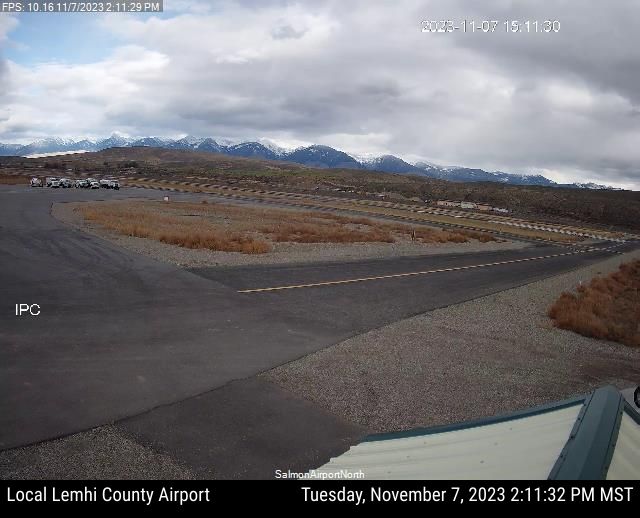 FPS: 10.16 11/7/2023 2:11:29 PM
2023-11-07 15:11:30
IPC
SalmonAirportNorth
Local Lemhi County Airport Tuesday, November 7, 2023 2:11:32 PM MST